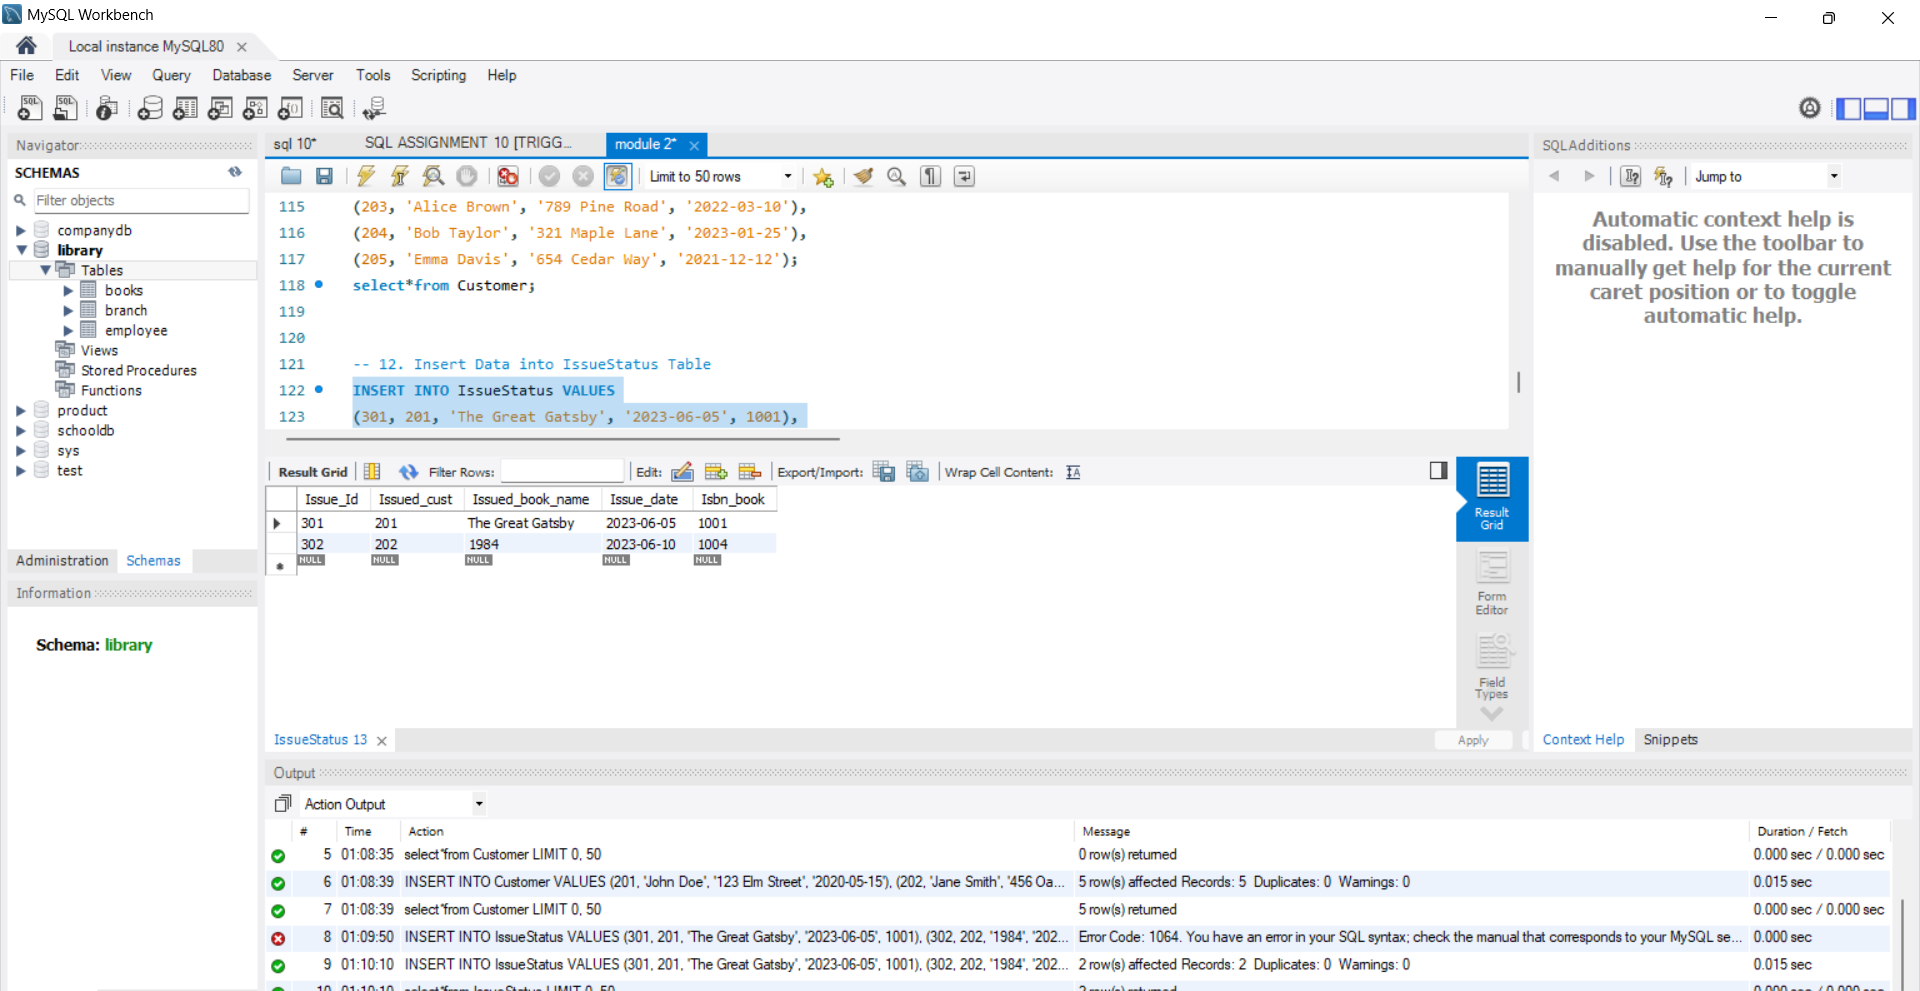 MySQL Workbench
Local instance MySQL80
File Edit View Query Database Server Tools Scripting Help
Navigator
SCHEMAS
Filter objects
companydb
library
Tables
books
branch
employee
Views
Stored Procedures
Functions
product
schooldb
sys
test
Administration Schemas
Information
Schema: library
sql 10* SQL ASSIGNMENT 10 [TRIGG... module 2*
Limit to 50 rows
115 (203, 'Alice Brown', '789 Pine Road', '2022-03-10'),
116 (204, 'Bob Taylor', '321 Maple Lane', '2023-01-25'),
117 (205, 'Emma Davis', '654 Cedar Way', '2021-12-12');
118 select*from Customer;
119
120
121 -- 12. Insert Data into IssueStatus Table
122 INSERT INTO IssueStatus VALUES
123 (301, 201, 'The Great Gatsby', '2023-06-05', 1001),
Result Grid Filter Rows: Edit: Export/Import: Wrap Cell Content:
Issue_Id Issued_cust Issued_book_name Issue_date Isbn_book
301 201 The Great Gatsby 2023-06-05 1001
302 202 1984 2023-06-10 1004
NULL NULL NULL NULL NULL
Result
Grid
Form
Editor
Field
Types
IssueStatus 13
Apply
SQLAdditions
Jump to
Automatic context help is
disabled. Use the toolbar to
manually get help for the current
caret position or to toggle
automatic help.
Context Help Snippets
Output
Action Output
# Time Action Message Duration / Fetch
5 01:08:35 select*from Customer LIMIT 0, 50 0 row(s) returned 0.000 sec / 0.000 sec
6 01:08:39 INSERT INTO Customer VALUES (201, 'John Doe', '123 Elm Street', '2020-05-15'), (202, 'Jane Smith', '456 Oa... 5 row(s) affected Records: 5 Duplicates: 0 Warnings: 0 0.015 sec
7 01:08:39 select*from Customer LIMIT 0, 50 5 row(s) returned 0.000 sec / 0.000 sec
8 01:09:50 INSERT INTO IssueStatus VALUES (301, 201, 'The Great Gatsby', '2023-06-05', 1001), (302, 202, '1984', '202... Error Code: 1064. You have an error in your SQL syntax; check the manual that corresponds to your MySQL se... 0.000 sec
9 01:10:10 INSERT INTO IssueStatus VALUES (301, 201, 'The Great Gatsby', '2023-06-05', 1001), (302, 202, '1984', '202... 2 row(s) affected Records: 2 Duplicates: 0 Warnings: 0 0.015 sec
10 01:10:10 select*from IssueStatus LIMIT 0, 50 2 row(s) returned 0.000 sec / 0.000 sec